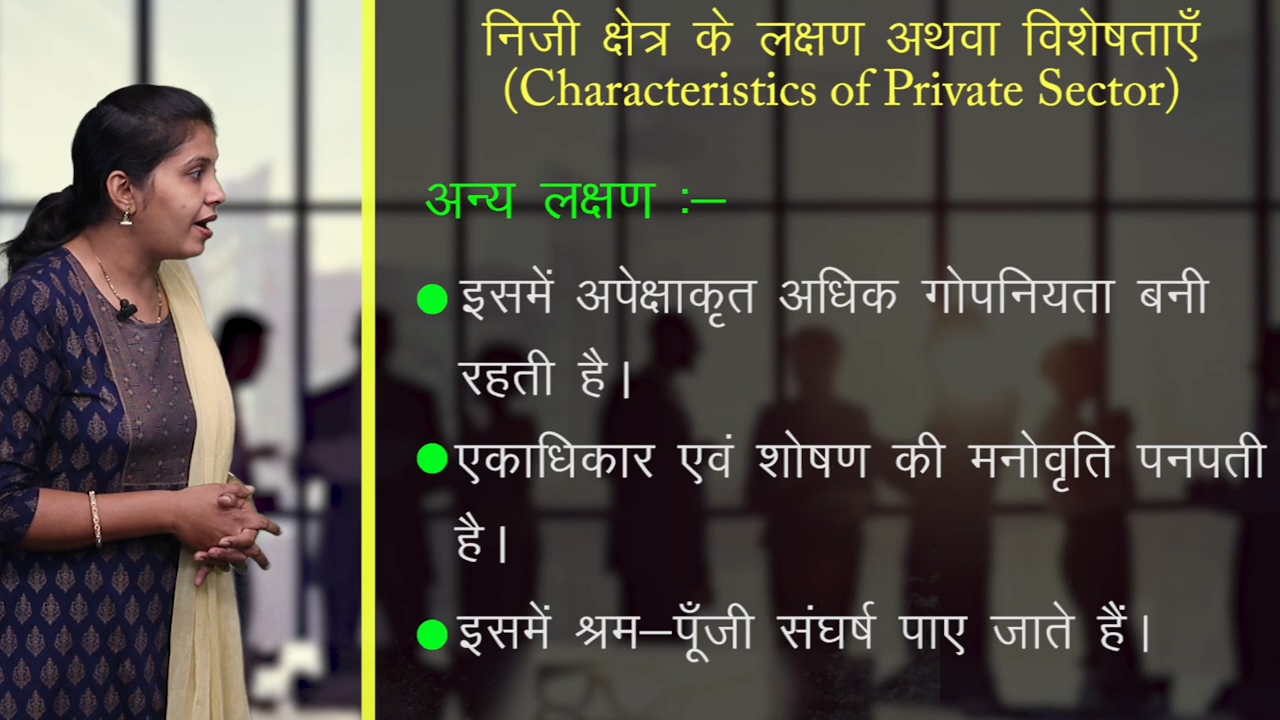 निजी क्षेत्र के लक्षण अथवा विशेषताएँ
(Characteristics of Private Sector)
अन्य लक्षण :–
इसमें अपेक्षाकृत अधिक गोपनियता बनी
रहती है।
एकाधिकार एवं शोषण की मनोवृति पनपती
है।
इसमें श्रम–पूँजी संघर्ष पाए जाते हैं।